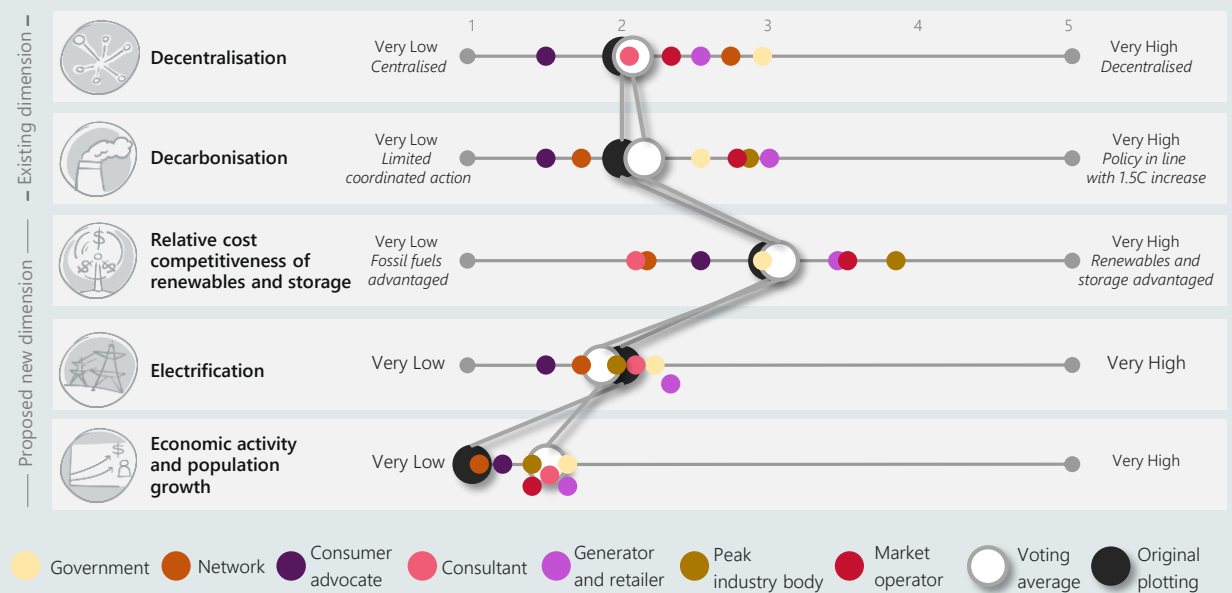 1 2 3 4 5
Existing dimension
Decentralisation
Very Low
Centralised
Very High
Decentralised
Decarbonisation
Very Low
Limited
coordinated action
Very High
Policy in line
with 1.5C increase
Proposed new dimension
Relative cost
competitiveness of
renewables and storage
Very Low
Fossil fuels
advantaged
Very High
Renewables and
storage advantaged
Electrification
Very Low
Very High
Economic activity
and population
growth
Very Low
Very High
Government
Network
Consumer
advocate
Consultant
Generator
and retailer
Peak
industry body
Market
operator
Voting
average
Original
plotting